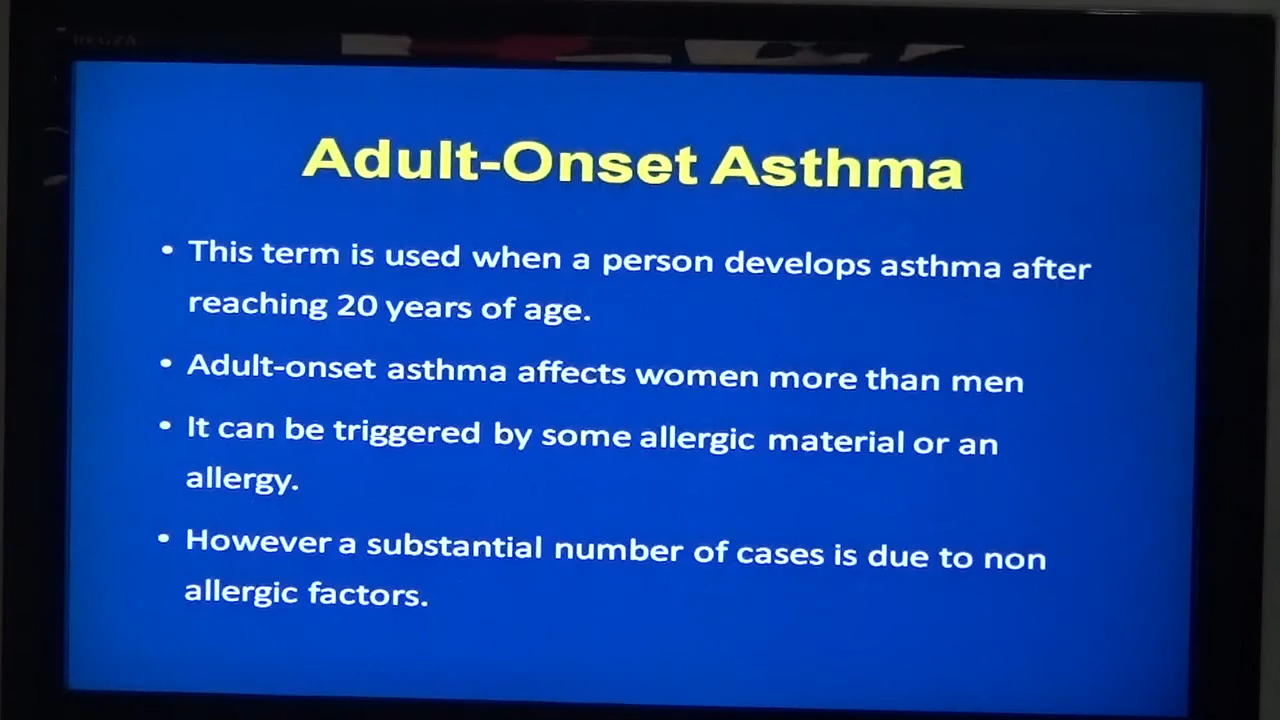 REGZA
Adult-Onset Asthma
• This term is used when a person develops asthma after
reaching 20 years of age.
• Adult-onset asthma affects women more than men
• It can be triggered by some allergic material or an
allergy.
• However a substantial number of cases is due to non
allergic factors.